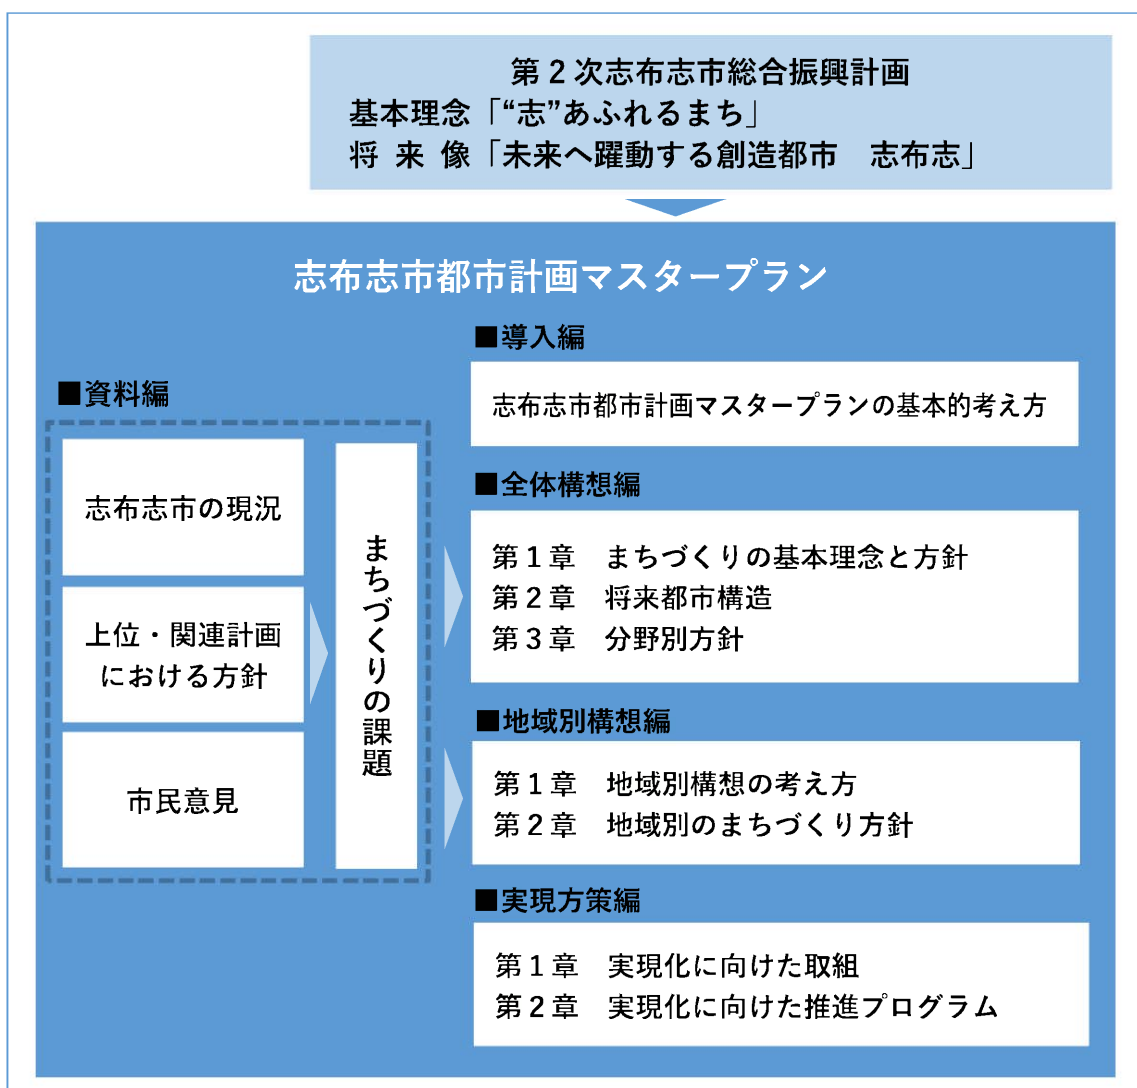 第２次志布志市総合振興計画
基本理念「“志”あふれるまち」
将 来 像「未来へ躍動する創造都市　志布志」
志布志市都市計画マスタープラン
■資料編
志布志市の現況
上位・関連計画
における方針
市民意見
まちづくりの課題
■導入編
志布志市都市計画マスタープランの基本的考え方
■全体構想編
第１章　まちづくりの基本理念と方針
第２章　将来都市構造
第３章　分野別方針
■地域別構想編
第１章　地域別構想の考え方
第２章　地域別のまちづくり方針
■実現方策編
第１章　実現化に向けた取組
第２章　実現化に向けた推進プログラム